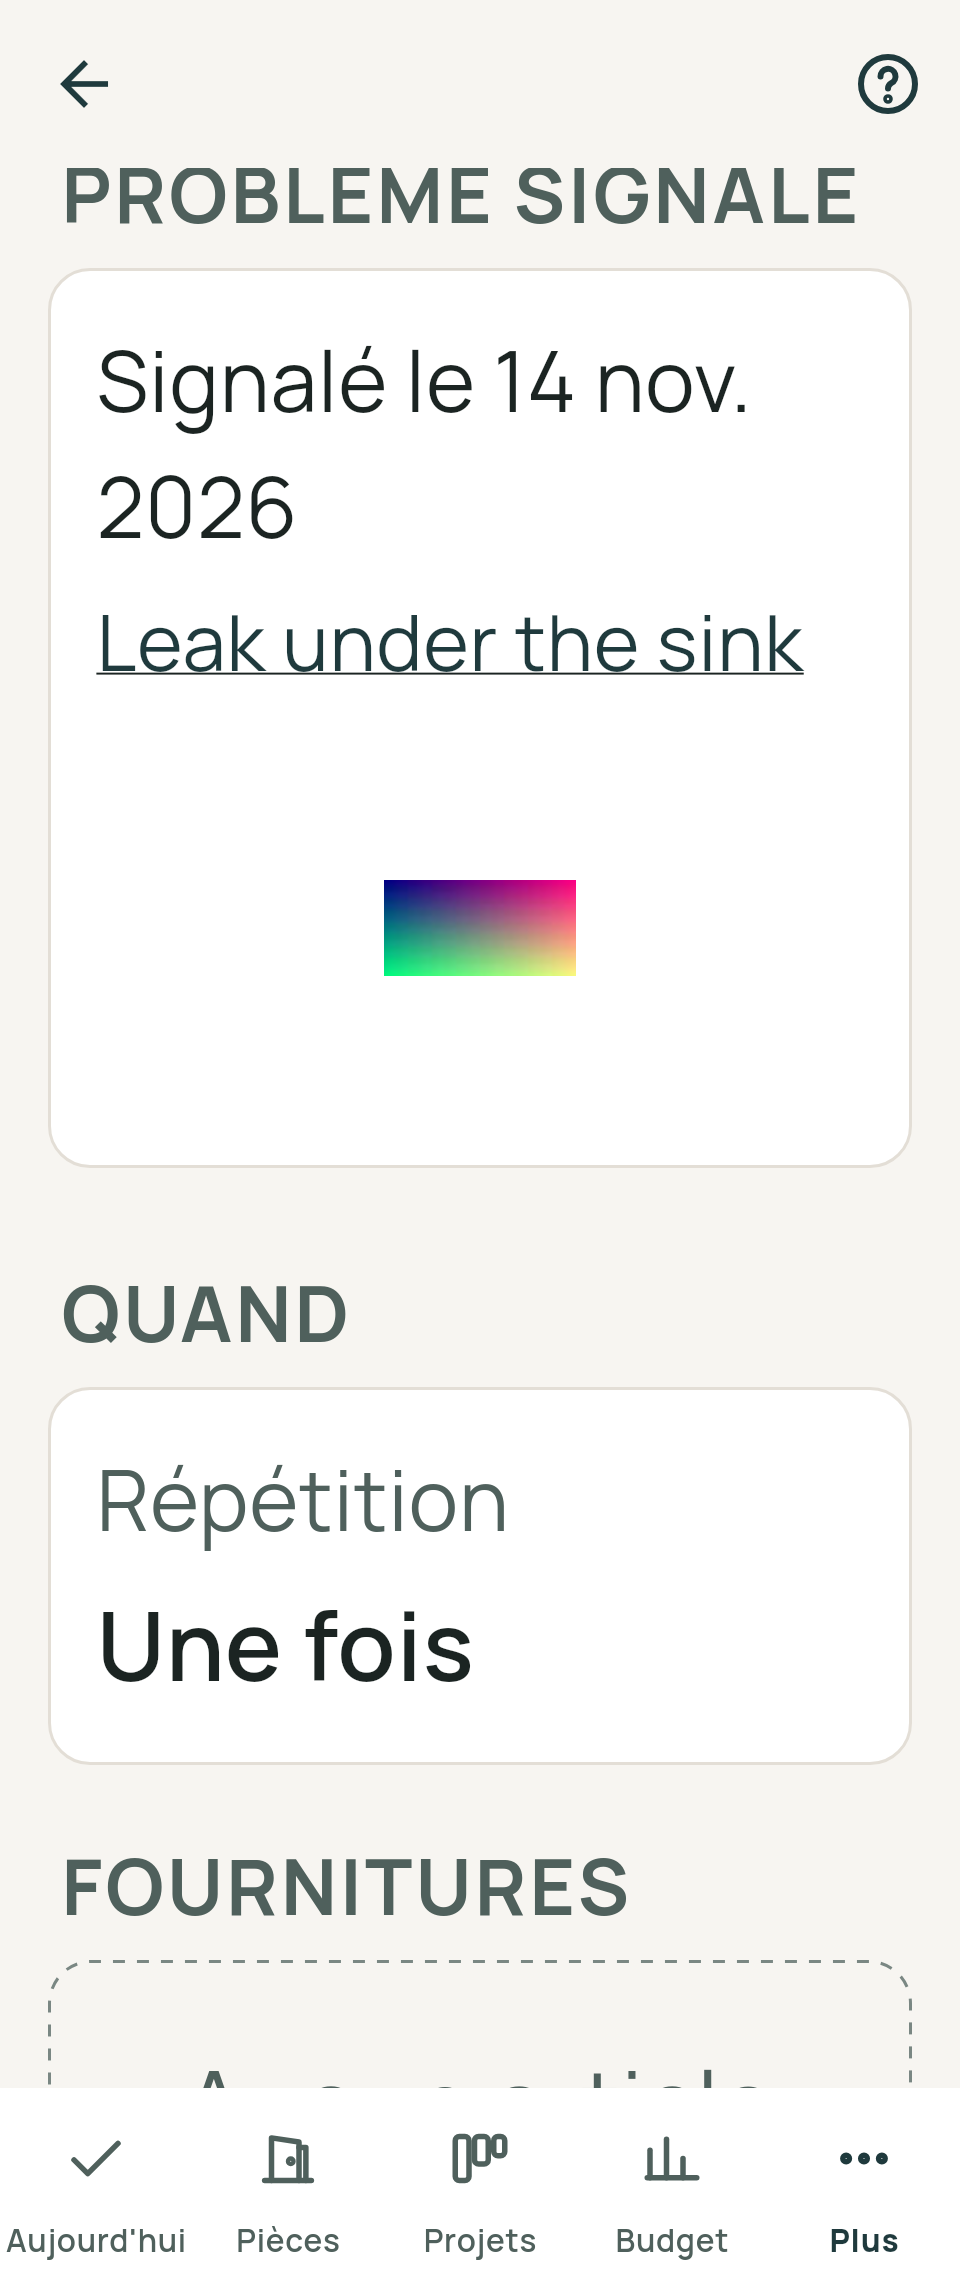 PROBLEME SIGNALE
Signalé le 14 nov.
2026
Leak under the sink
QUAND
Répétition
Une fois
FOURNITURES
Aujourd'hui
Pièces
Projets
Budget
Plus